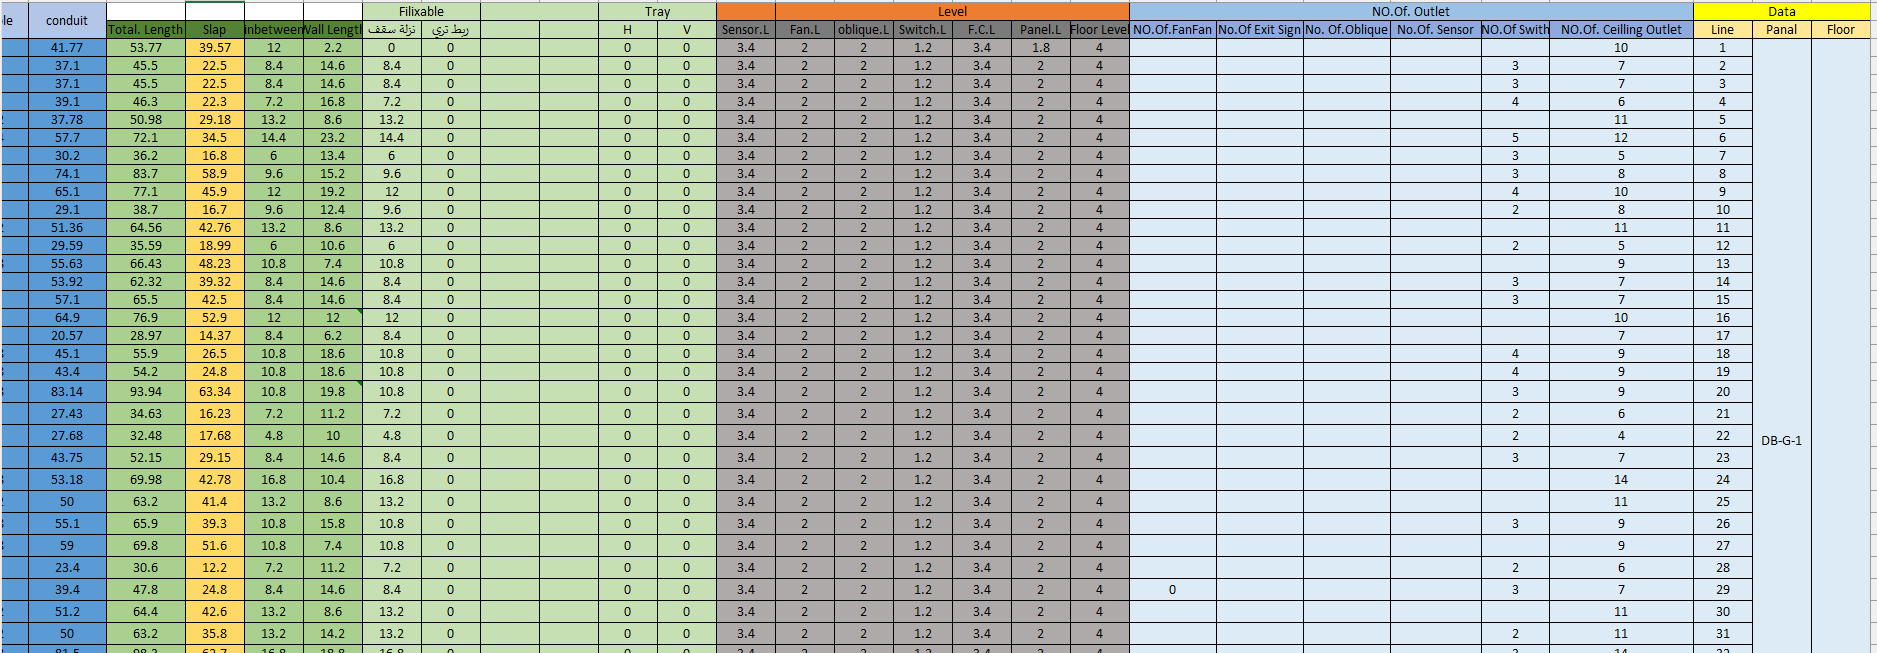 conduit Filixable Tray Level NO.Of. Outlet Data
Total. Length Slap inbetween Wall Length نزلة سقف ربط تري H V Sensor.L Fan.L oblique.L Switch.L F.C.L Panel.L Floor Level NO.Of.FanFan No.Of Exit Sign No. Of.Oblique No.Of. Sensor NO.Of Swith NO.Of. Ceilling Outlet Line Panal Floor
41.77 53.77 39.57 12 2.2 0 0 0 0 3.4 2 2 1.2 3.4 1.8 4 10 1
37.1 45.5 22.5 8.4 14.6 8.4 0 0 0 3.4 2 2 1.2 3.4 2 4 3 7 2
37.1 45.5 22.5 8.4 14.6 8.4 0 0 0 3.4 2 2 1.2 3.4 2 4 3 7 3
39.1 46.3 22.3 7.2 16.8 7.2 0 0 0 3.4 2 2 1.2 3.4 2 4 4 6 4
37.78 50.98 29.18 13.2 8.6 13.2 0 0 0 3.4 2 2 1.2 3.4 2 4 11 5
57.7 72.1 34.5 14.4 23.2 14.4 0 0 0 3.4 2 2 1.2 3.4 2 4 5 12 6
30.2 36.2 16.8 6 13.4 6 0 0 0 3.4 2 2 1.2 3.4 2 4 3 5 7
74.1 83.7 58.9 9.6 15.2 9.6 0 0 0 3.4 2 2 1.2 3.4 2 4 3 8 8
65.1 77.1 45.9 12 19.2 12 0 0 0 3.4 2 2 1.2 3.4 2 4 4 10 9
29.1 38.7 16.7 9.6 12.4 9.6 0 0 0 3.4 2 2 1.2 3.4 2 4 2 8 10
51.36 64.56 42.76 13.2 8.6 13.2 0 0 0 3.4 2 2 1.2 3.4 2 4 11 11
29.59 35.59 18.99 6 10.6 6 0 0 0 3.4 2 2 1.2 3.4 2 4 2 5 12
55.63 66.43 48.23 10.8 7.4 10.8 0 0 0 3.4 2 2 1.2 3.4 2 4 9 13
53.92 62.32 39.32 8.4 14.6 8.4 0 0 0 3.4 2 2 1.2 3.4 2 4 3 7 14
57.1 65.5 42.5 8.4 14.6 8.4 0 0 0 3.4 2 2 1.2 3.4 2 4 3 7 15
64.9 76.9 52.9 12 12 12 0 0 0 3.4 2 2 1.2 3.4 2 4 10 16
20.57 28.97 14.37 8.4 6.2 8.4 0 0 0 3.4 2 2 1.2 3.4 2 4 7 17
45.1 55.9 26.5 10.8 18.6 10.8 0 0 0 3.4 2 2 1.2 3.4 2 4 4 9 18
43.4 54.2 24.8 10.8 18.6 10.8 0 0 0 3.4 2 2 1.2 3.4 2 4 4 9 19
83.14 93.94 63.34 10.8 19.8 10.8 0 0 0 3.4 2 2 1.2 3.4 2 4 3 9 20
27.43 34.63 16.23 7.2 11.2 7.2 0 0 0 3.4 2 2 1.2 3.4 2 4 2 6 21
27.68 32.48 17.68 4.8 10 4.8 0 0 0 3.4 2 2 1.2 3.4 2 4 2 4 22 DB-G-1
43.75 52.15 29.15 8.4 14.6 8.4 0 0 0 3.4 2 2 1.2 3.4 2 4 3 7 23
53.18 69.98 42.78 16.8 10.4 16.8 0 0 0 3.4 2 2 1.2 3.4 2 4 14 24
50 63.2 41.4 13.2 8.6 13.2 0 0 0 3.4 2 2 1.2 3.4 2 4 11 25
55.1 65.9 39.3 10.8 15.8 10.8 0 0 0 3.4 2 2 1.2 3.4 2 4 3 9 26
59 69.8 51.6 10.8 7.4 10.8 0 0 0 3.4 2 2 1.2 3.4 2 4 9 27
23.4 30.6 12.2 7.2 11.2 7.2 0 0 0 3.4 2 2 1.2 3.4 2 4 2 6 28
39.4 47.8 24.8 8.4 14.6 8.4 0 0 0 3.4 2 2 1.2 3.4 2 4 0 3 7 29
51.2 64.4 42.6 13.2 8.6 13.2 0 0 0 3.4 2 2 1.2 3.4 2 4 11 30
50 63.2 35.8 13.2 14.2 13.2 0 0 0 3.4 2 2 1.2 3.4 2 4 2 11 31